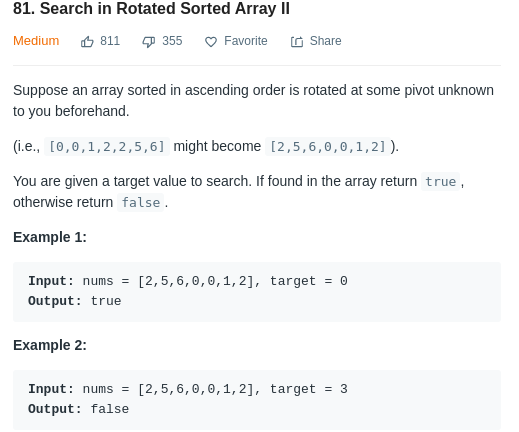 81. Search in Rotated Sorted Array II
Medium 811 355 Favorite Share
Suppose an array sorted in ascending order is rotated at some pivot unknown
to you beforehand.
(i.e., [0,0,1,2,2,5,6] might become [2,5,6,0,0,1,2] ).
You are given a target value to search. If found in the array return true ,
otherwise return false .
Example 1:
Input: nums = [2,5,6,0,0,1,2], target = 0
Output: true
Example 2:
Input: nums = [2,5,6,0,0,1,2], target = 3
Output: false